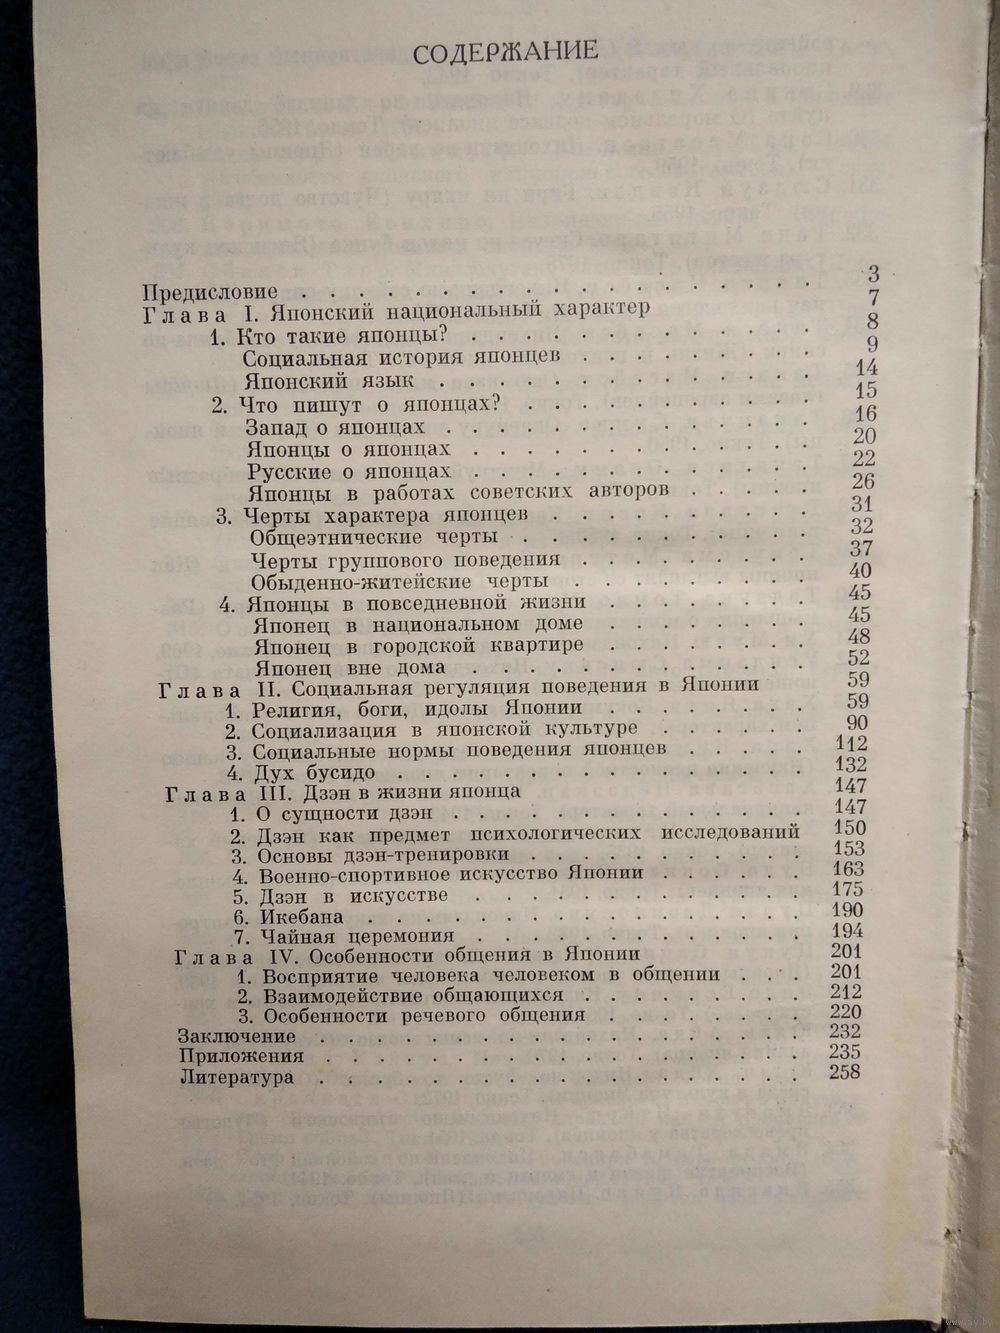 СОДЕРЖАНИЕ
Предисловие . . . . . . . . . . . . . . . . . . . 3
Глава I. Японский национальный характер 7
1. Кто такие японцы? . . . . . . . . . . . . . 8
Социальная история японцев . . . . . . . . . 9
Японский язык . . . . . . . . . . . . . . 14
2. Что пишут о японцах? . . . . . . . . . . . 15
Запад о японцах . . . . . . . . . . . . . . 16
Японцы о японцах . . . . . . . . . . . . . 20
Русские о японцах . . . . . . . . . . . . . 22
Японцы в работах советских авторов . . . . . 26
3. Черты характера японцев . . . . . . . . . . 31
Общеэтнические черты . . . . . . . . . . . 32
Черты группового поведения . . . . . . . . . 37
Обыденно-житейские черты . . . . . . . . . 40
4. Японцы в повседневной жизни . . . . . . . . 45
Японец в национальном доме . . . . . . . . 45
Японец в городской квартире . . . . . . . . 48
Японец вне дома . . . . . . . . . . . . . 52
Глава II. Социальная регуляция поведения в Японии 59
1. Религия, боги, идолы Японии . . . . . . . . 59
2. Социализация в японской культуре . . . . . . 90
3. Социальные нормы поведения японцев . . . . . 112
4. Дух бусидо . . . . . . . . . . . . . . . . 132
Глава III. Дзэн в жизни японца 147
1. О сущности дзэн . . . . . . . . . . . . . 147
2. Дзэн как предмет психологических исследований 150
3. Основы дзэн-тренировки . . . . . . . . . . . 153
4. Военно-спортивное искусство Японии . . . . . . 163
5. Дзэн в искусстве . . . . . . . . . . . . . 175
6. Икебана . . . . . . . . . . . . . . . . . 190
7. Чайная церемония . . . . . . . . . . . . . 194
Глава IV. Особенности общения в Японии 201
1. Восприятие человека человеком в общении . . . 201
2. Взаимодействие общающихся . . . . . . . . . 212
3. Особенности речевого общения . . . . . . . . 220
Заключение . . . . . . . . . . . . . . . . . . . 232
Приложения . . . . . . . . . . . . . . . . . . . 235
Литература . . . . . . . . . . . . . . . . . . . 258
www.ay.by